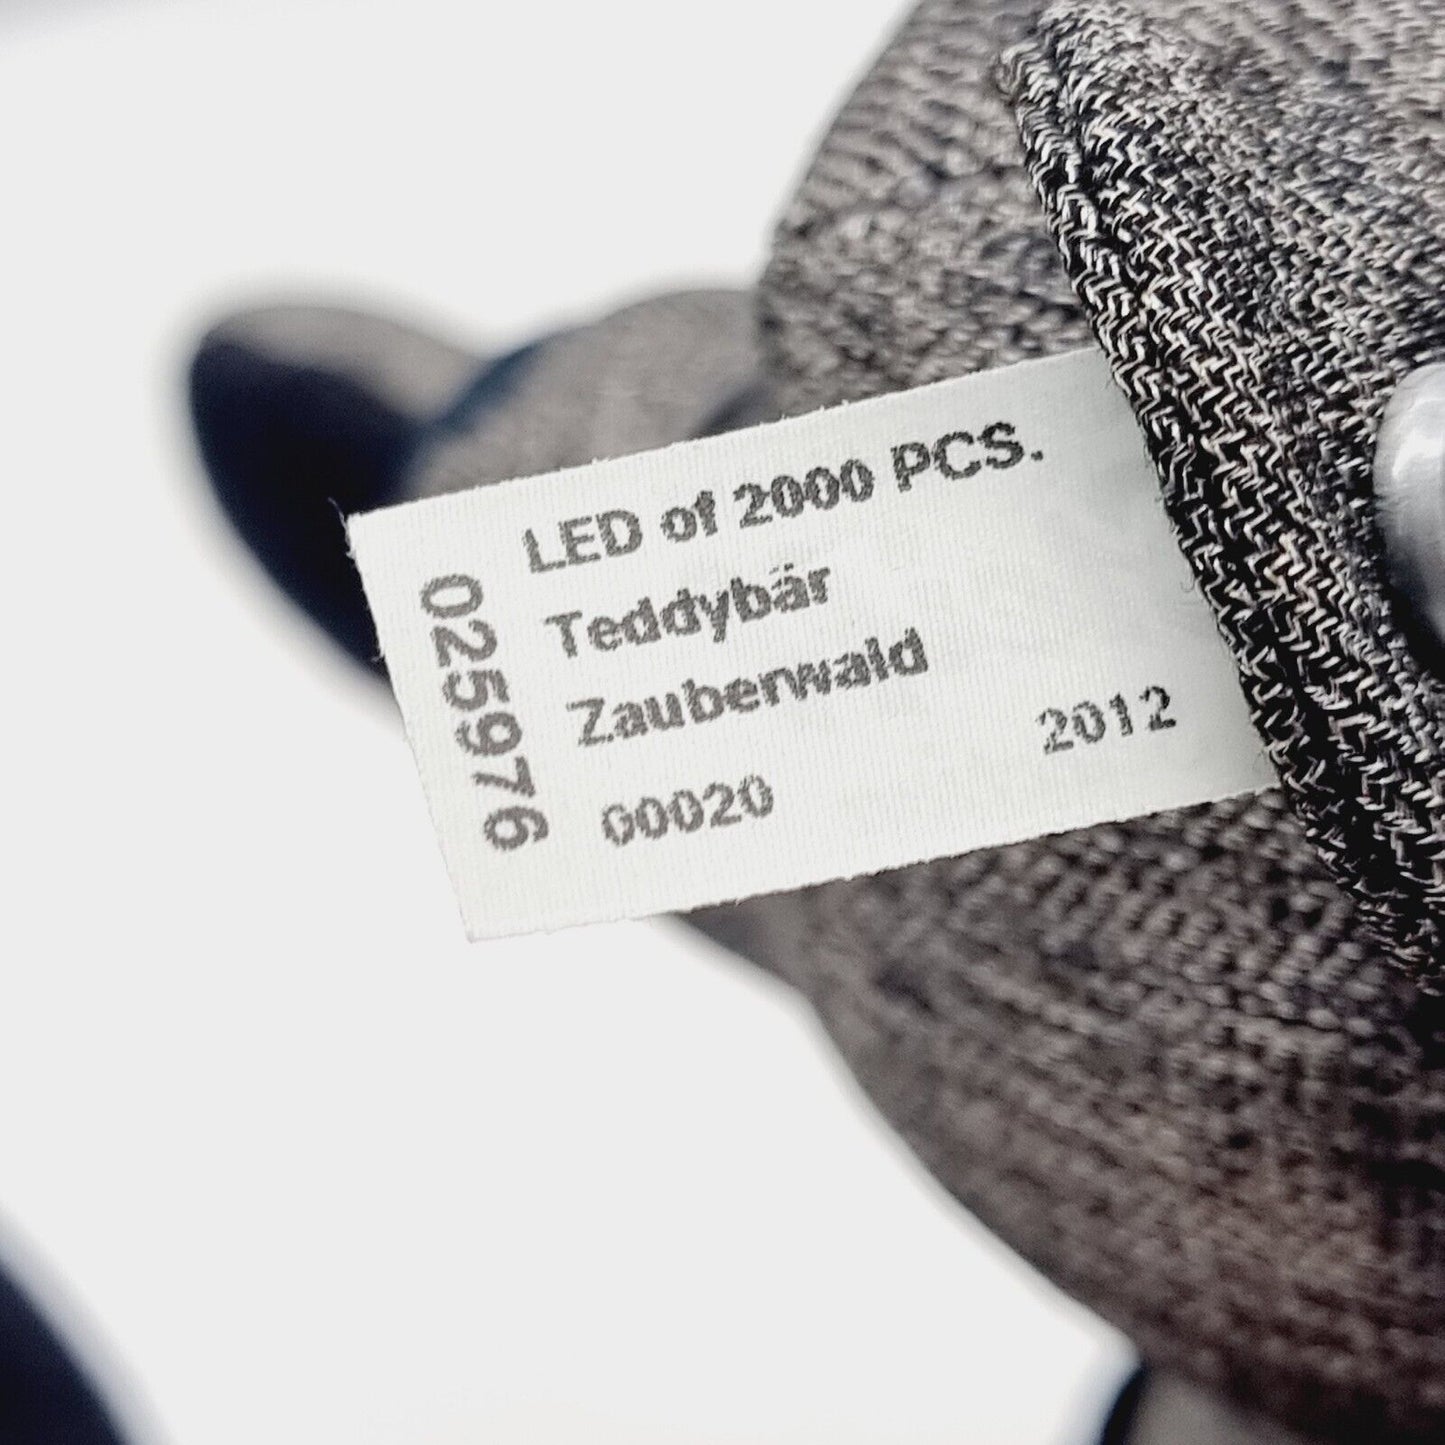 LED of 2000 PCS.
Teddybär
Zauberwald
00020 2012
025976